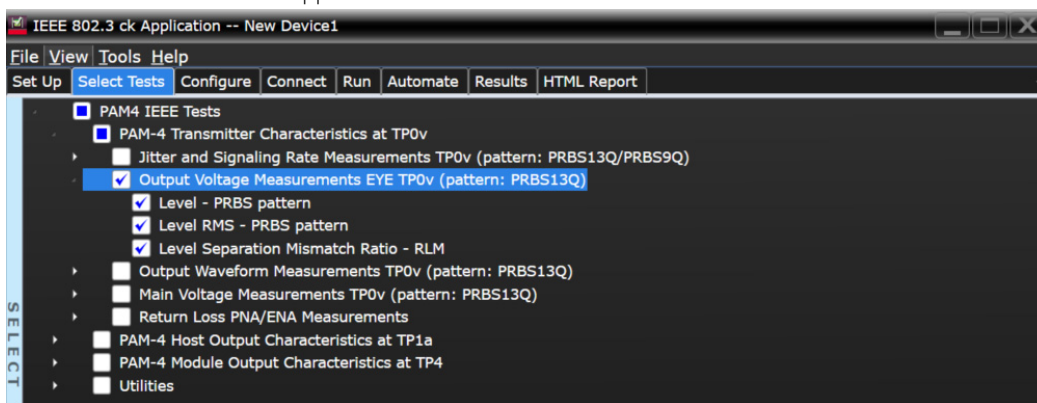 IEEE 802.3 ck Application -- New Device1
File View Tools Help
Set Up Select Tests Configure Connect Run Automate Results HTML Report
PAM4 IEEE Tests
PAM-4 Transmitter Characteristics at TP0v
Jitter and Signaling Rate Measurements TP0v (pattern: PRBS13Q/PRBS9Q)
Output Voltage Measurements EYE TP0v (pattern: PRBS13Q)
Level - PRBS pattern
Level RMS - PRBS pattern
Level Separation Mismatch Ratio - RLM
Output Waveform Measurements TP0v (pattern: PRBS13Q)
Main Voltage Measurements TP0v (pattern: PRBS13Q)
Return Loss PNA/ENA Measurements
PAM-4 Host Output Characteristics at TP1a
PAM-4 Module Output Characteristics at TP4
Utilities
SELECT